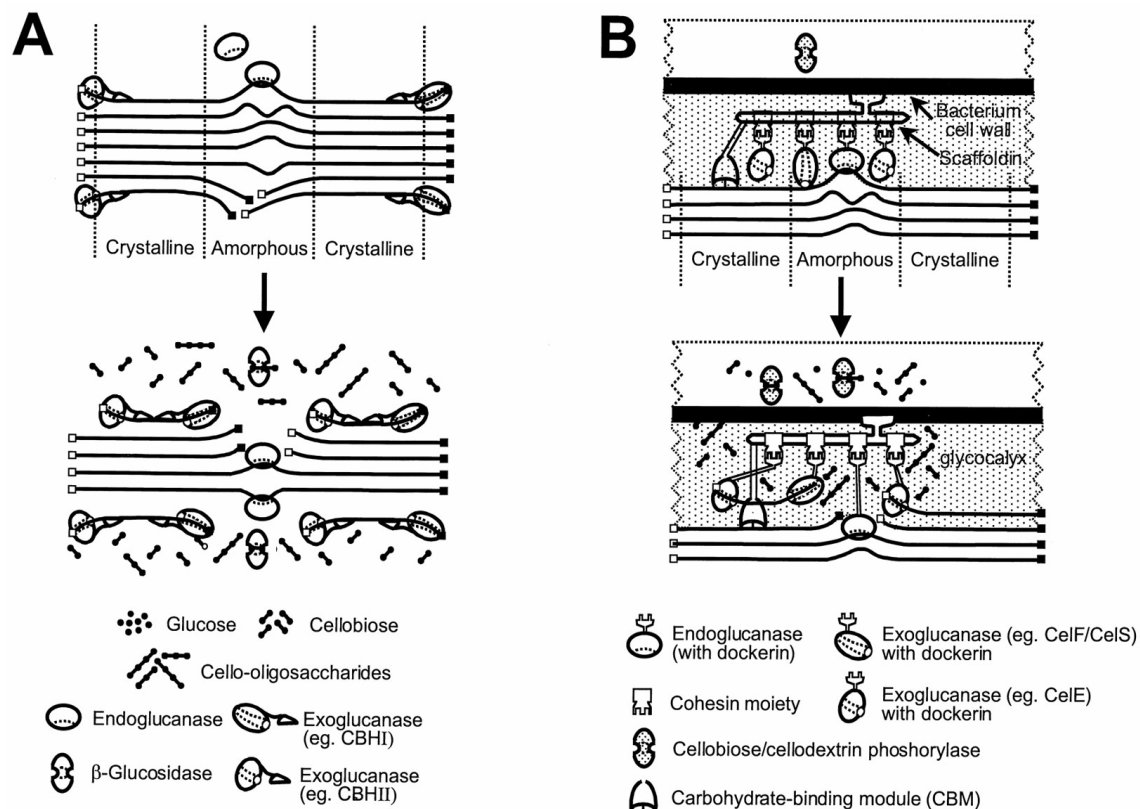 A
Crystalline Amorphous Crystalline
Glucose Cellobiose
Cello-oligosaccharides
Endoglucanase Exoglucanase
(eg. CBHI)
β-Glucosidase Exoglucanase
(eg. CBHII)
B
Bacterium
cell wall
Scaffoldin
Crystalline Amorphous Crystalline
glycocalyx
Endoglucanase
(with dockerin)
Exoglucanase (eg. CelF/CelS)
with dockerin
Cohesin moiety
Exoglucanase (eg. CelE)
with dockerin
Cellobiose/cellodextrin phoshorylase
Carbohydrate-binding module (CBM)